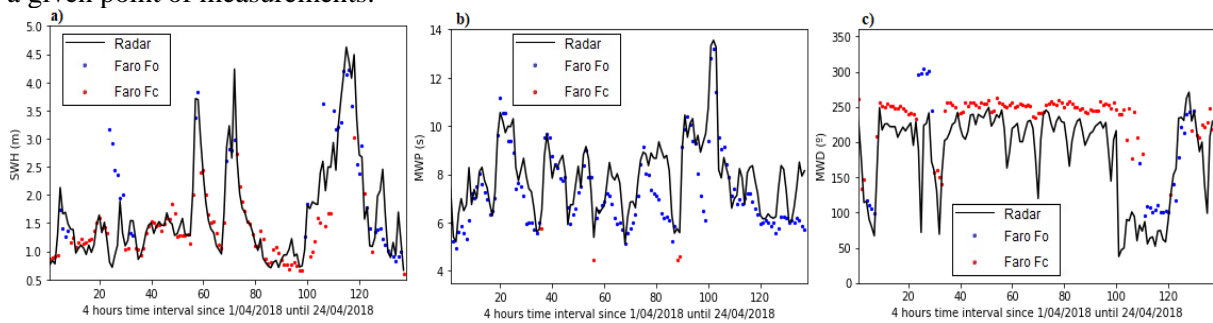 a given point of measurements.
a)
5.0
4.5
4.0
3.5
3.0
2.5
2.0
1.5
1.0
0.5
SWH (m)
Radar
Faro Fo
Faro Fc
20 40 60 80 100 120
4 hours time interval since 1/04/2018 until 24/04/2018
b)
14
12
10
8
6
4
MWP (s)
Radar
Faro Fo
Faro Fc
20 40 60 80 100 120
4 hours time interval since 1/04/2018 until 24/04/2018
c)
350
300
250
200
150
100
50
0
MWD (º)
Radar
Faro Fo
Faro Fc
20 40 60 80 100 120
4 hours time interval since 1/04/2018 until 24/04/2018